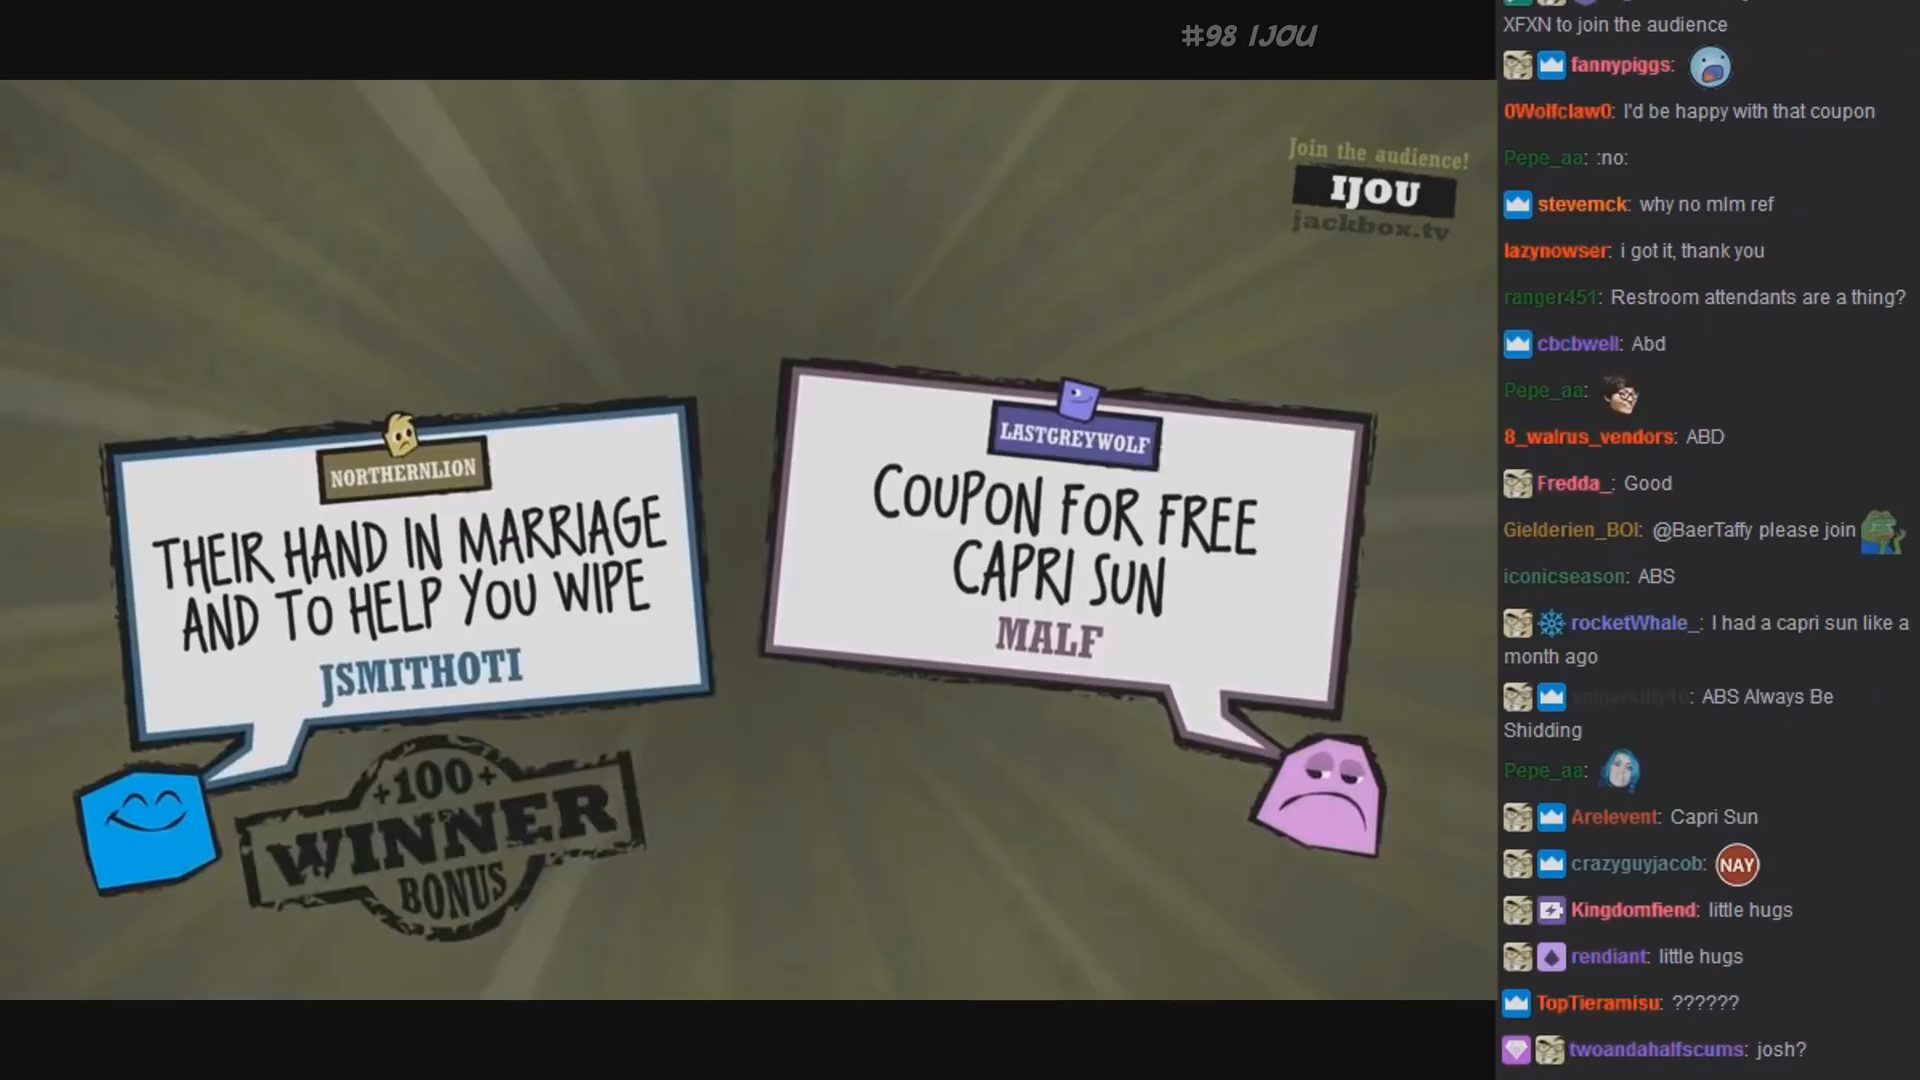 #98 IJOU
Join the audience!
IJOU
jackbox.tv
NORTHERNLION
THEIR HAND IN MARRIAGE
AND TO HELP YOU WIPE
JSMITHOTI
+100+
WINNER
BONUS
LASTGREYWOLF
COUPON FOR FREE
CAPRI SUN
MALF
XFXN to join the audience
fannypiggs:
0Wolfclaw0: I'd be happy with that coupon
Pepe_aa: :no:
stevemck: why no mlm ref
lazynowser: i got it, thank you
ranger451: Restroom attendants are a thing?
cbcbwell: Abd
Pepe_aa:
8_walrus_vendors: ABD
Fredda_: Good
Gielderien_BOI: @BaerTaffy please join
iconicseason: ABS
rocketWhale_: I had a capri sun like a
month ago
: ABS Always Be
Shidding
Pepe_aa:
Arelevent: Capri Sun
crazyguyjacob: NAY
Kingdomfiend: little hugs
rendiant: little hugs
TopTieramisu: ??????
twoandahalfscums: josh?